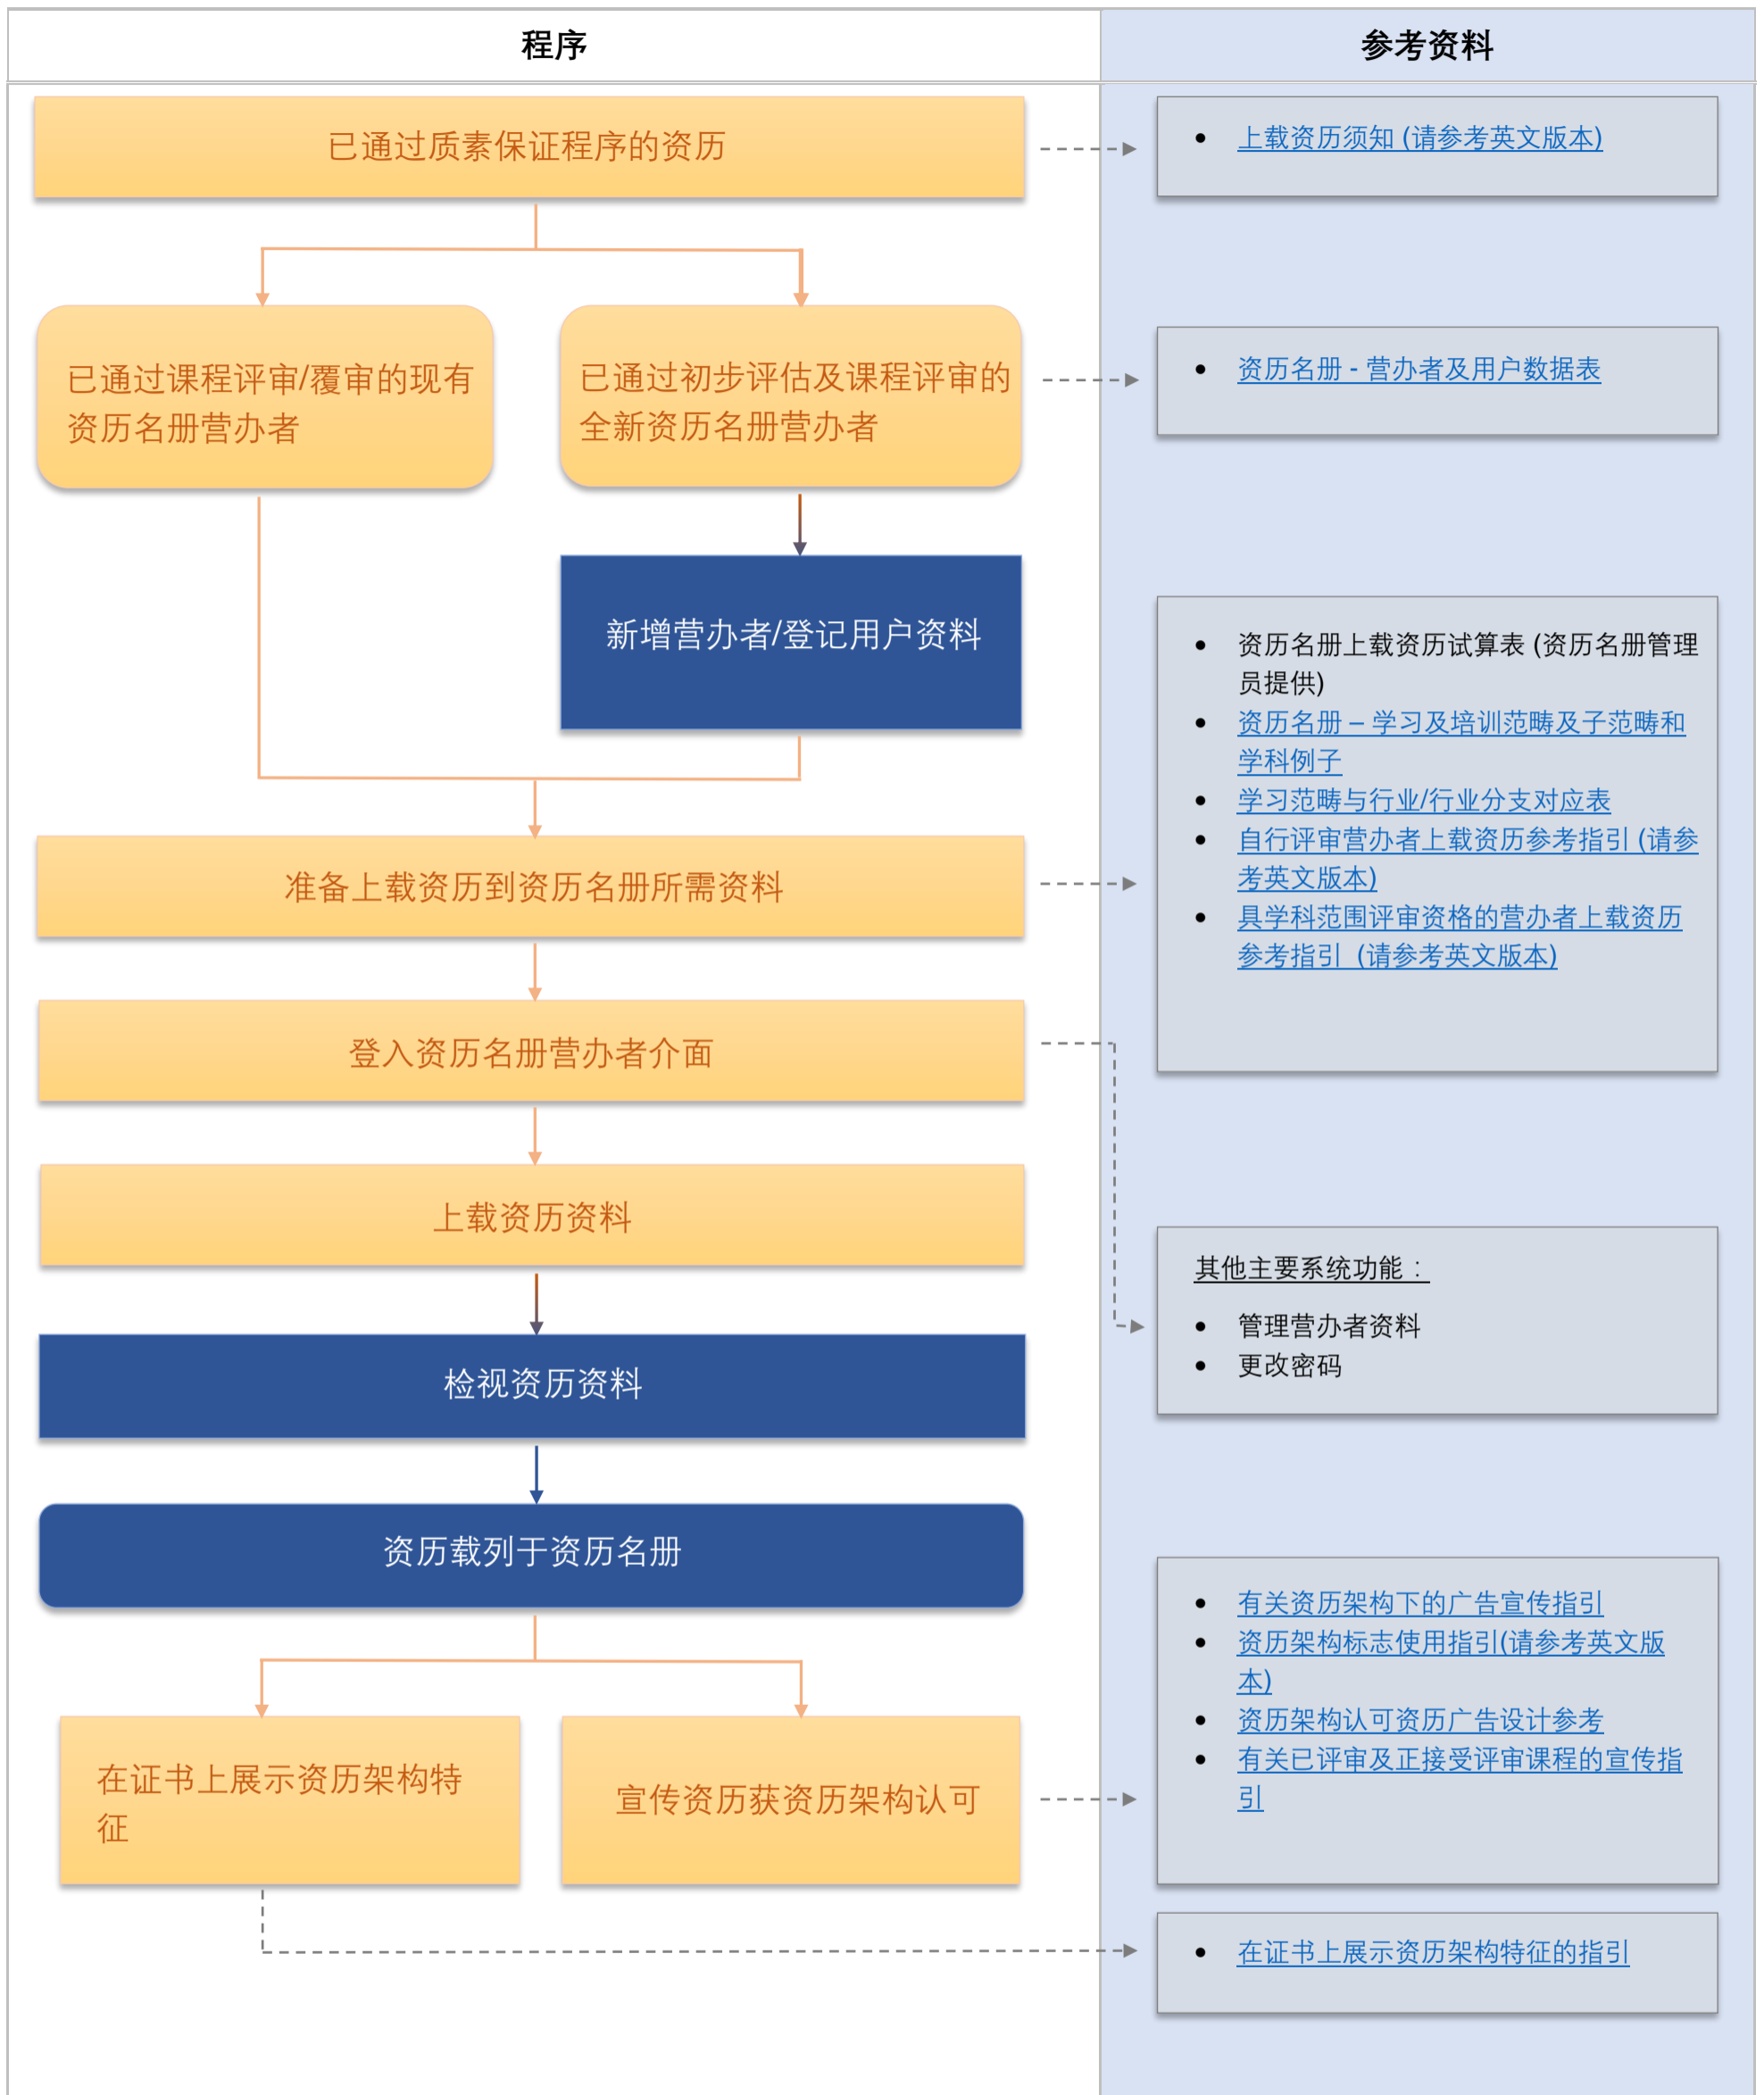 程序
参考资料
已通过质素保证程序的资历
• 上载资历须知 (请参考英文版本)
已通过课程评审/覆审的现有
资历名册营办者
已通过初步评估及课程评审的
全新资历名册营办者
• 资历名册 - 营办者及用户数据表
新增营办者/登记用户资料
准备上载资历到资历名册所需资料
• 资历名册上载资历试算表 (资历名册管理
员提供)
• 资历名册 – 学习及培训范畴及子范畴和
学科例子
• 学习范畴与行业/行业分支对应表
• 自行评审营办者上载资历参考指引 (请参
考英文版本)
• 具学科范围评审资格的营办者上载资历
参考指引 (请参考英文版本)
登入资历名册营办者介面
上载资历资料
其他主要系统功能：
• 管理营办者资料
• 更改密码
检视资历资料
资历载列于资历名册
在证书上展示资历架构特
征
宣传资历获资历架构认可
• 有关资历架构下的广告宣传指引
• 资历架构标志使用指引(请参考英文版
本)
• 资历架构认可资历广告设计参考
• 有关已评审及正接受评审课程的宣传指
引
• 在证书上展示资历架构特征的指引